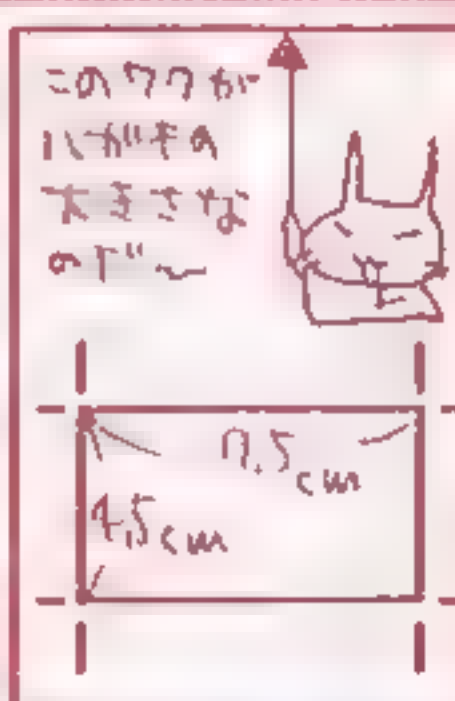 このワクが
ハガキの
大きさな
のだ〜
7.5cm
4.5cm